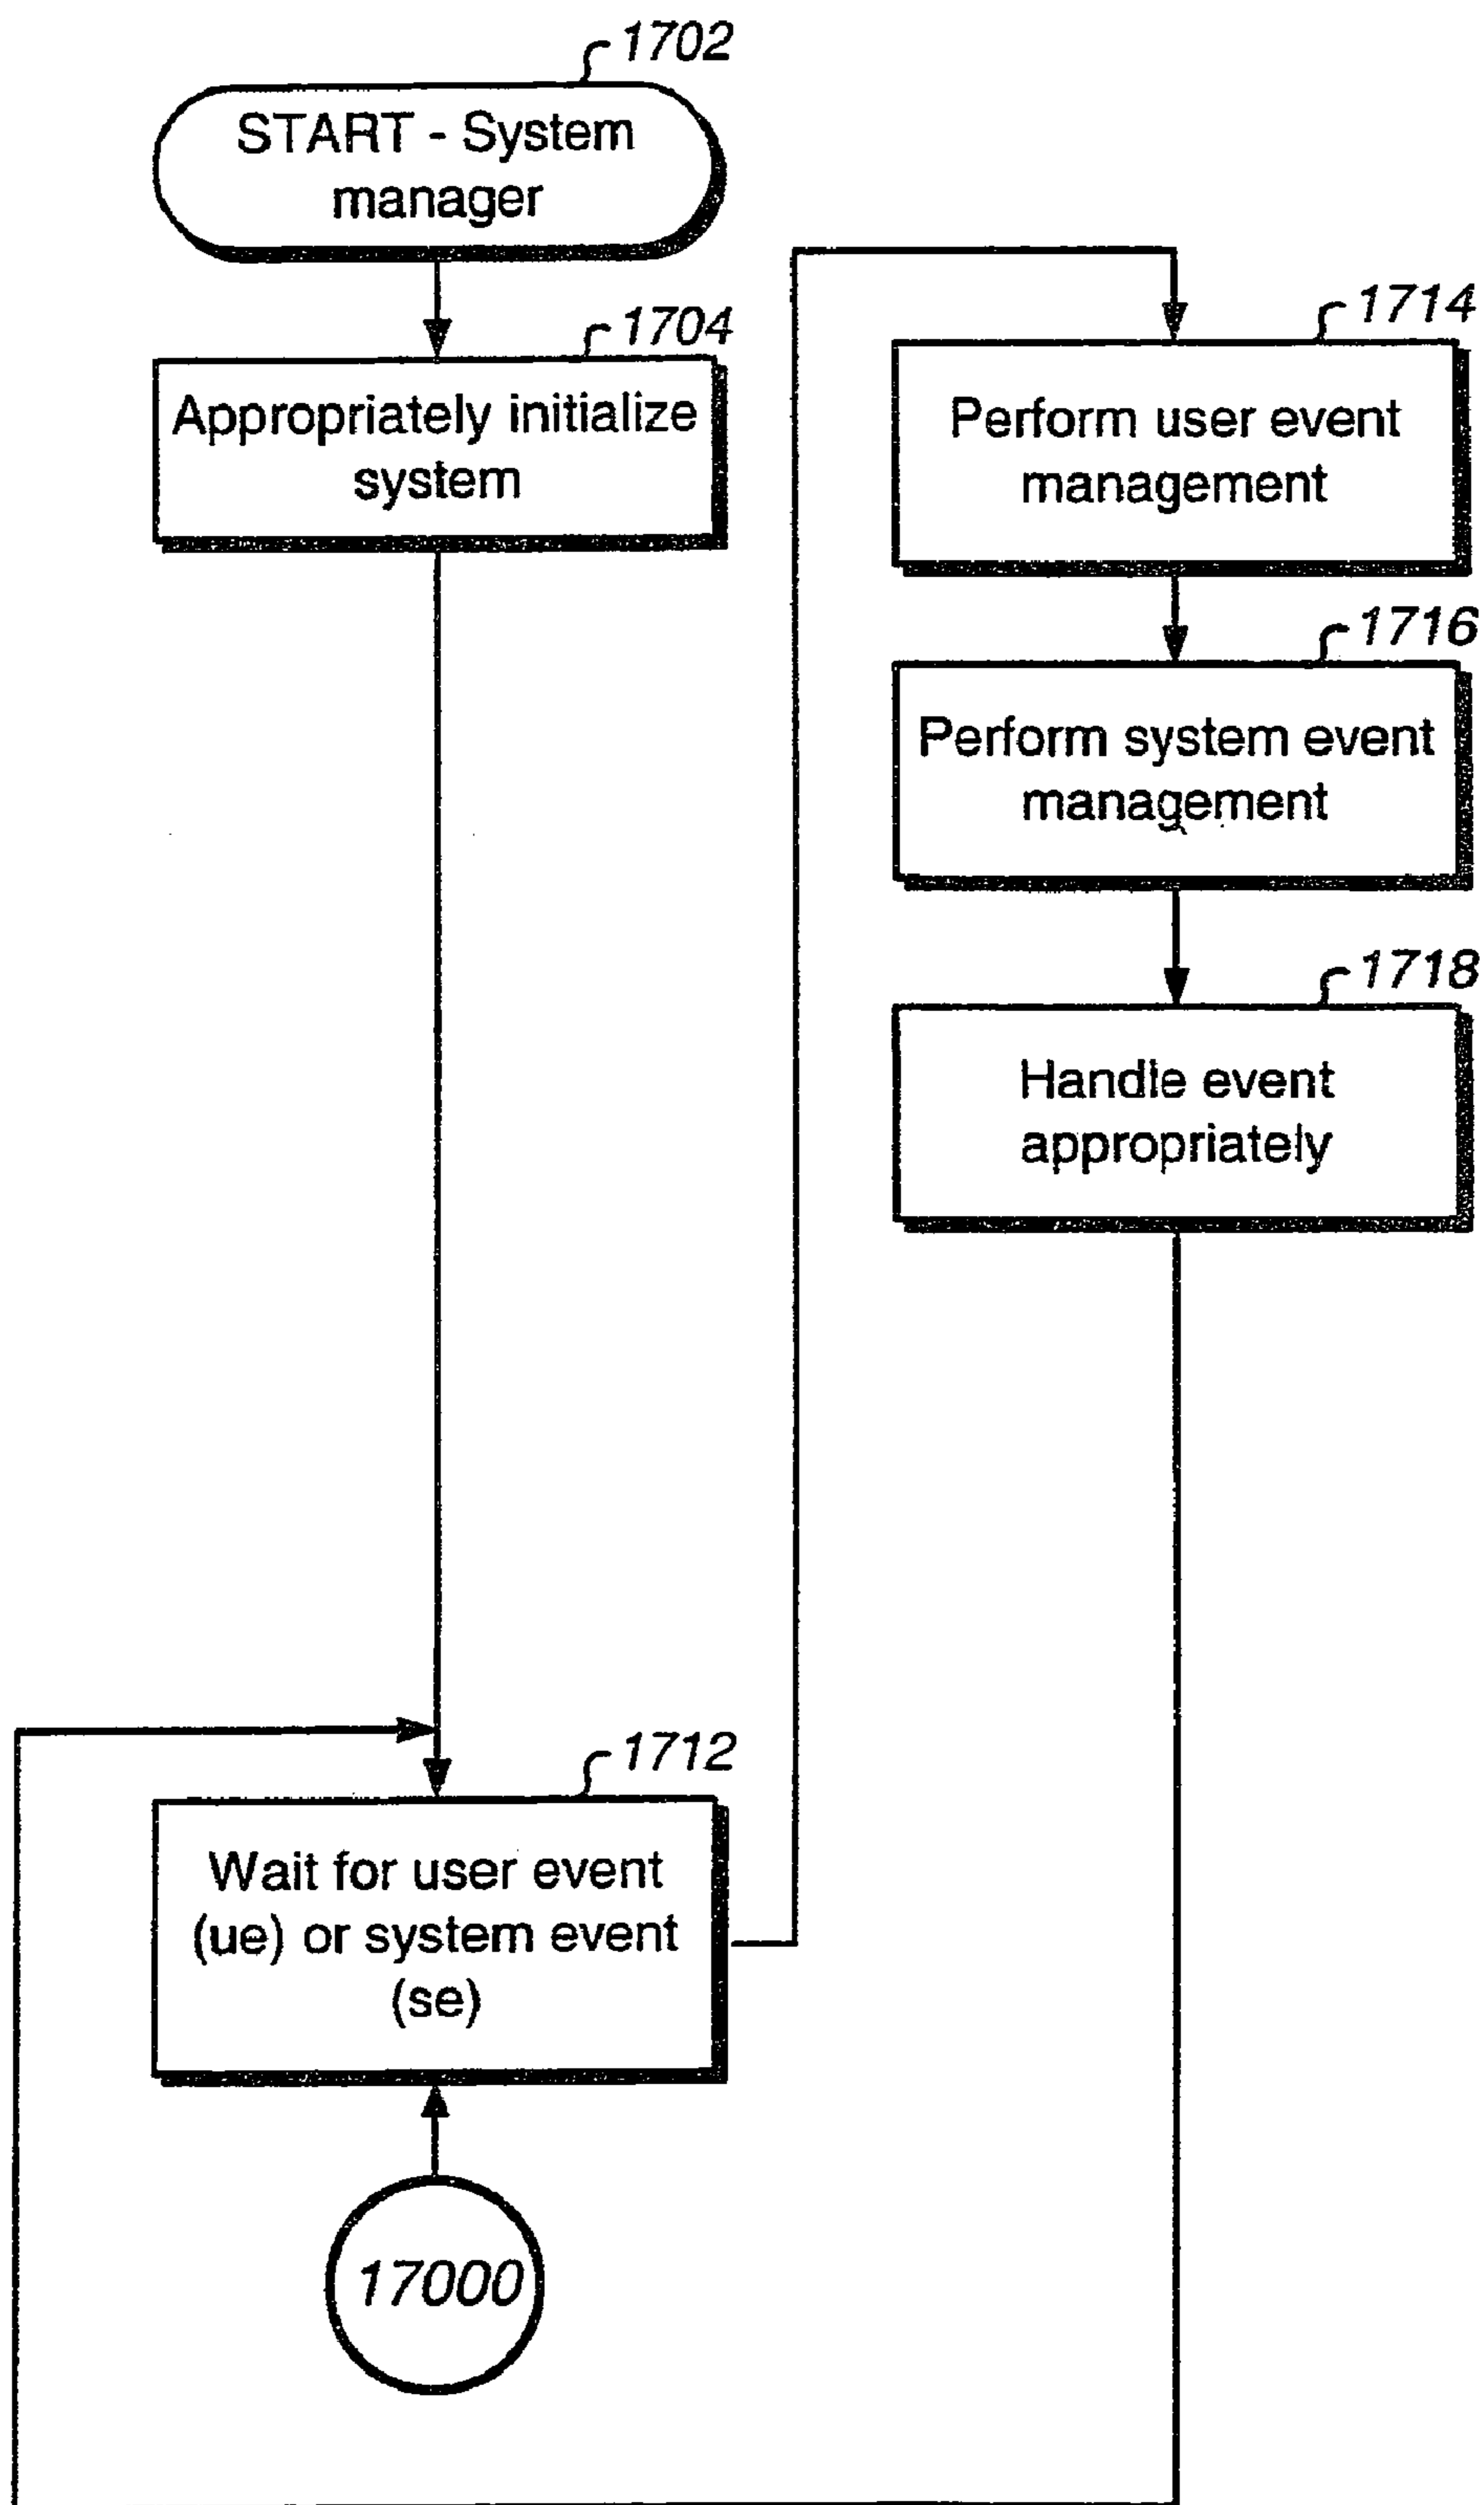 1702
START - System
manager
1704
Appropriately initialize
system
1712
Wait for user event
(ue) or system event
(se)
17000
1714
Perform user event
management
1716
Perform system event
management
1718
Handle event
appropriately